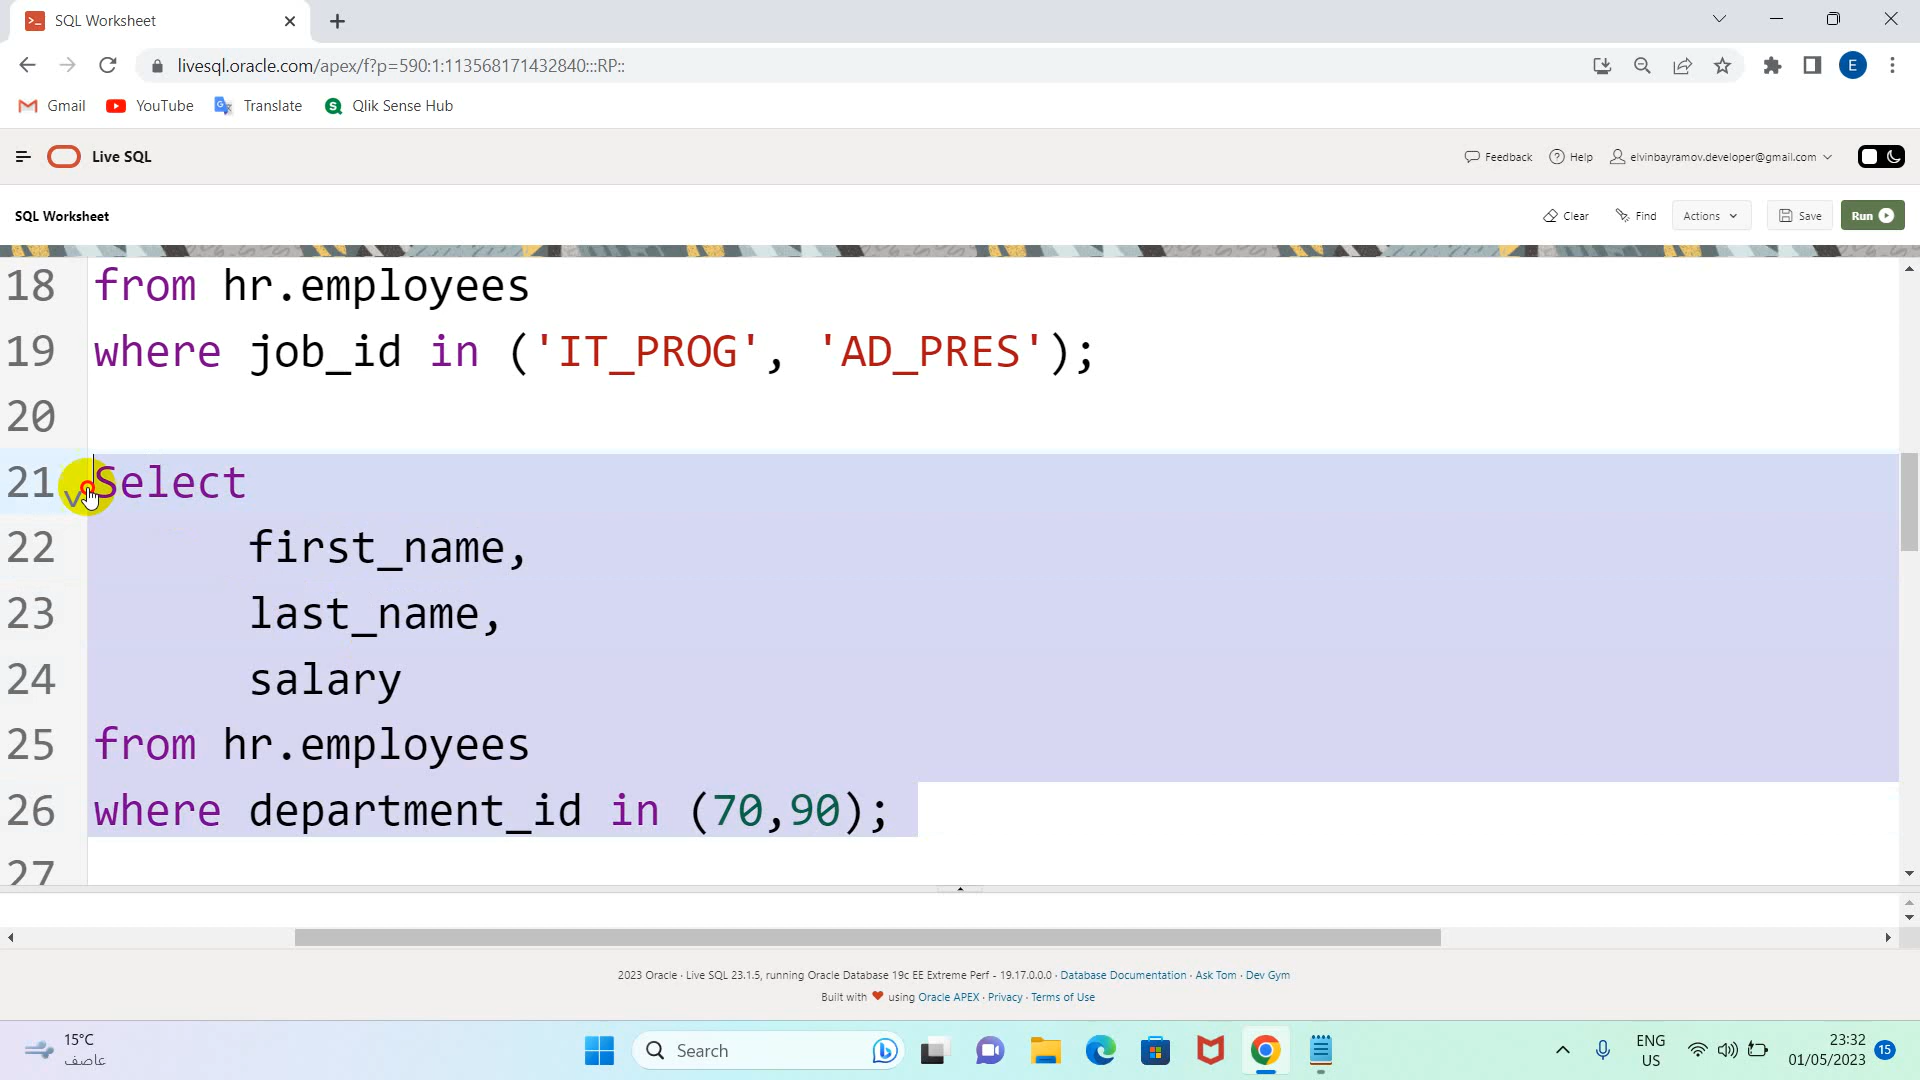 SQL Worksheet
livesql.oracle.com/apex/f?p=590:1:113568171432840:::RP::
E
Gmail YouTube Translate Qlik Sense Hub
Live SQL
Feedback Help elvinbayramov.developer@gmail.com
SQL Worksheet
Clear Find Actions Save Run
18 from hr.employees
19 where job_id in ('IT_PROG', 'AD_PRES');
20
21 Select
22 first_name,
23 last_name,
24 salary
25 from hr.employees
26 where department_id in (70,90);
27
2023 Oracle · Live SQL 23.1.5, running Oracle Database 19c EE Extreme Perf - 19.17.0.0.0 · Database Documentation · Ask Tom · Dev Gym
Built with ❤ using Oracle APEX · Privacy · Terms of Use
15°C
عاصف
Search
ENG
US
23:32
01/05/2023
15